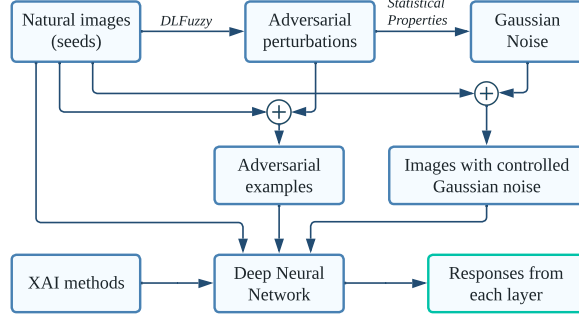 Natural images
(seeds)
DLFuzzy
Adversarial
perturbations
Statistical
Properties
Gaussian
Noise
+
+
Adversarial
examples
Images with controlled
Gaussian noise
XAI methods
Deep Neural
Network
Responses from
each layer